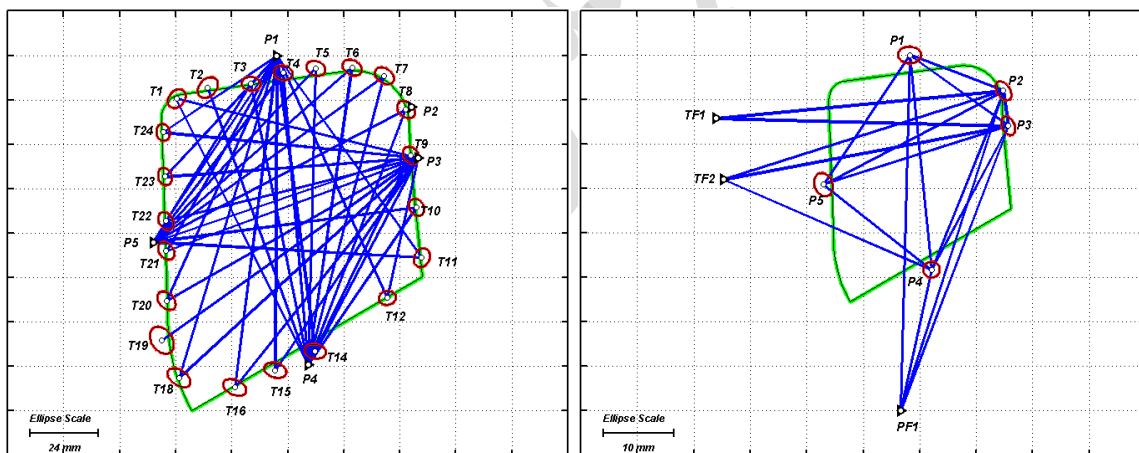 P1
T1
T2
T3
T4
T5
T6
T7
T8
P2
T24
T9
P3
T23
T22
T10
P5
T21
T11
T20
T12
T19
T14
P4
T18
T15
T16
Ellipse Scale
24 mm
P1
P2
TF1
P3
TF2
P5
P4
PF1
Ellipse Scale
10 mm